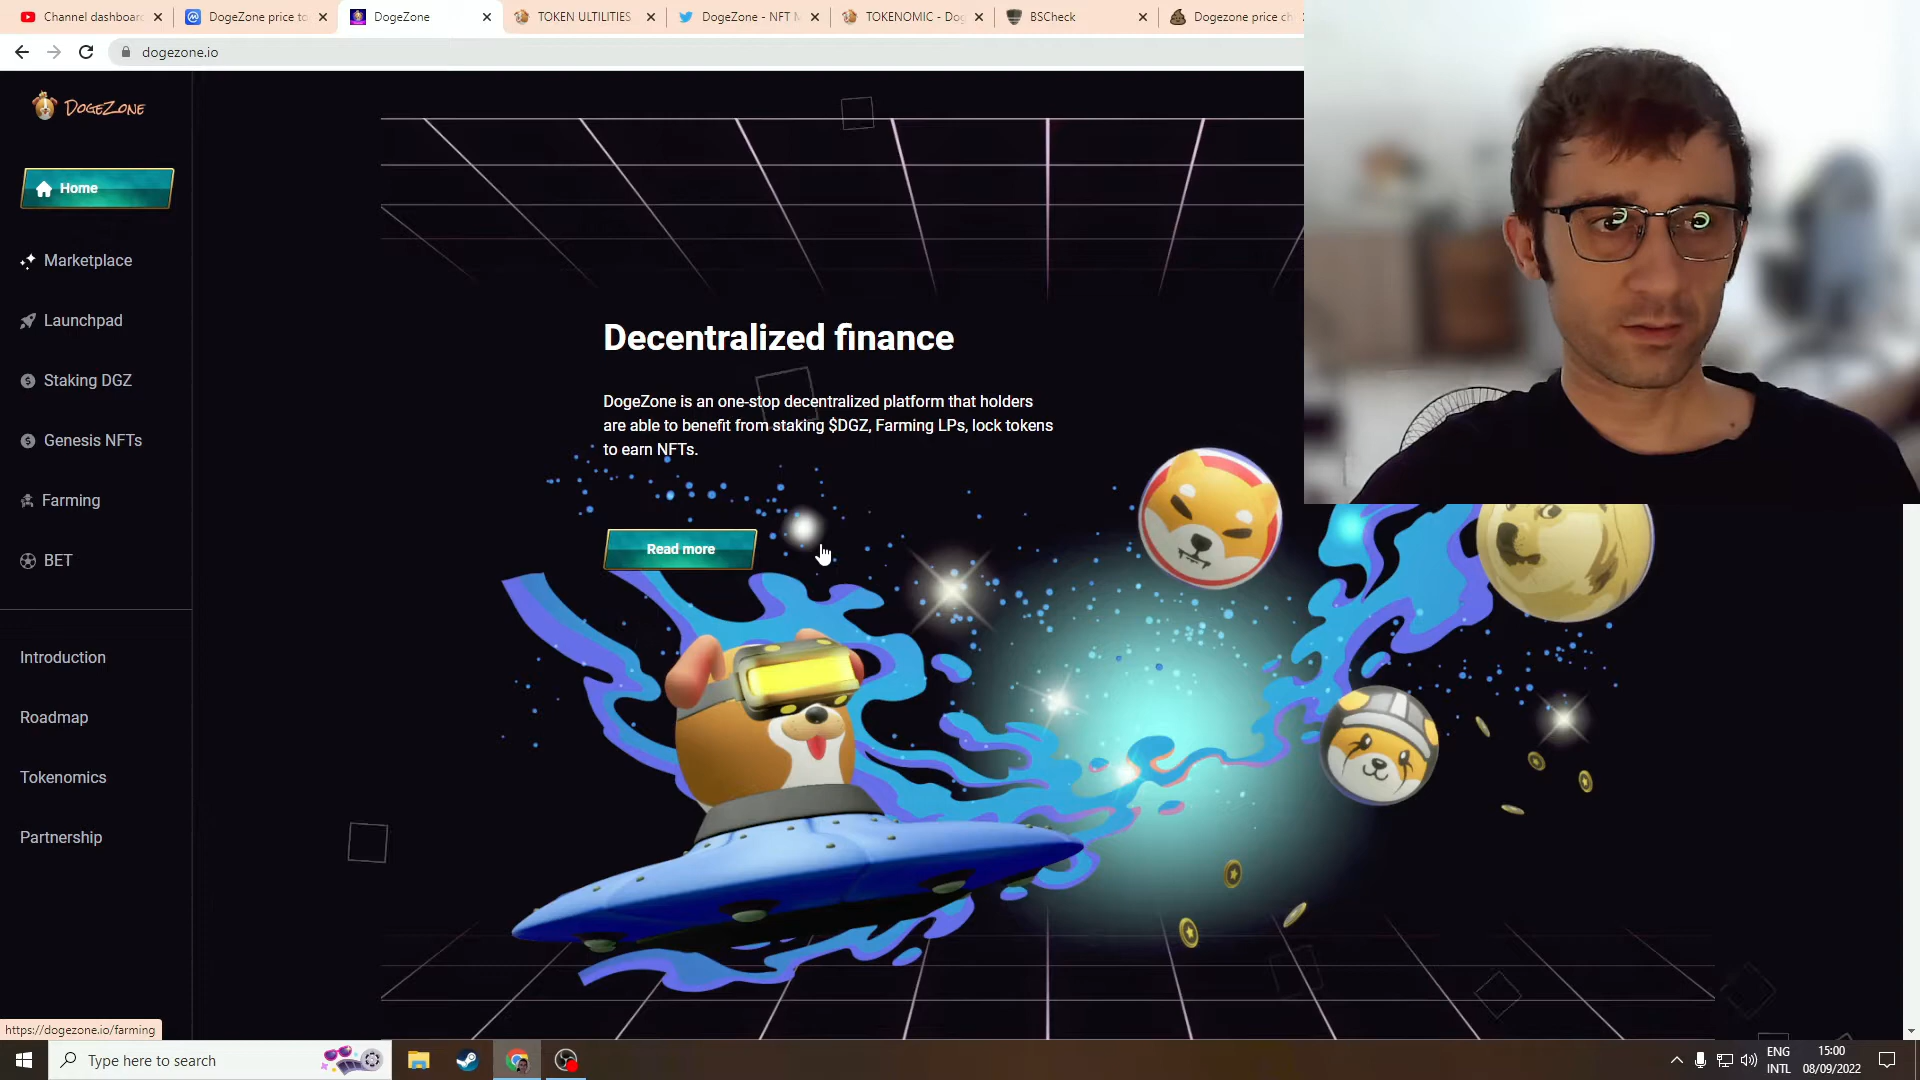 Channel dashboard
DogeZone price to
DogeZone
TOKEN ULTILITIES
DogeZone - NFT M
TOKENOMIC - Dog
BSCheck
Dogezone price ch
dogezone.io
DOGEZONE
Home
Marketplace
Launchpad
Staking DGZ
Genesis NFTs
Farming
BET
Introduction
Roadmap
Tokenomics
Partnership
Decentralized finance
DogeZone is an one-stop decentralized platform that holders
are able to benefit from staking $DGZ, Farming LPs, lock tokens
to earn NFTs.
Read more
https://dogezone.io/farming
Type here to search
ENG
INTL
15:00
08/09/2022